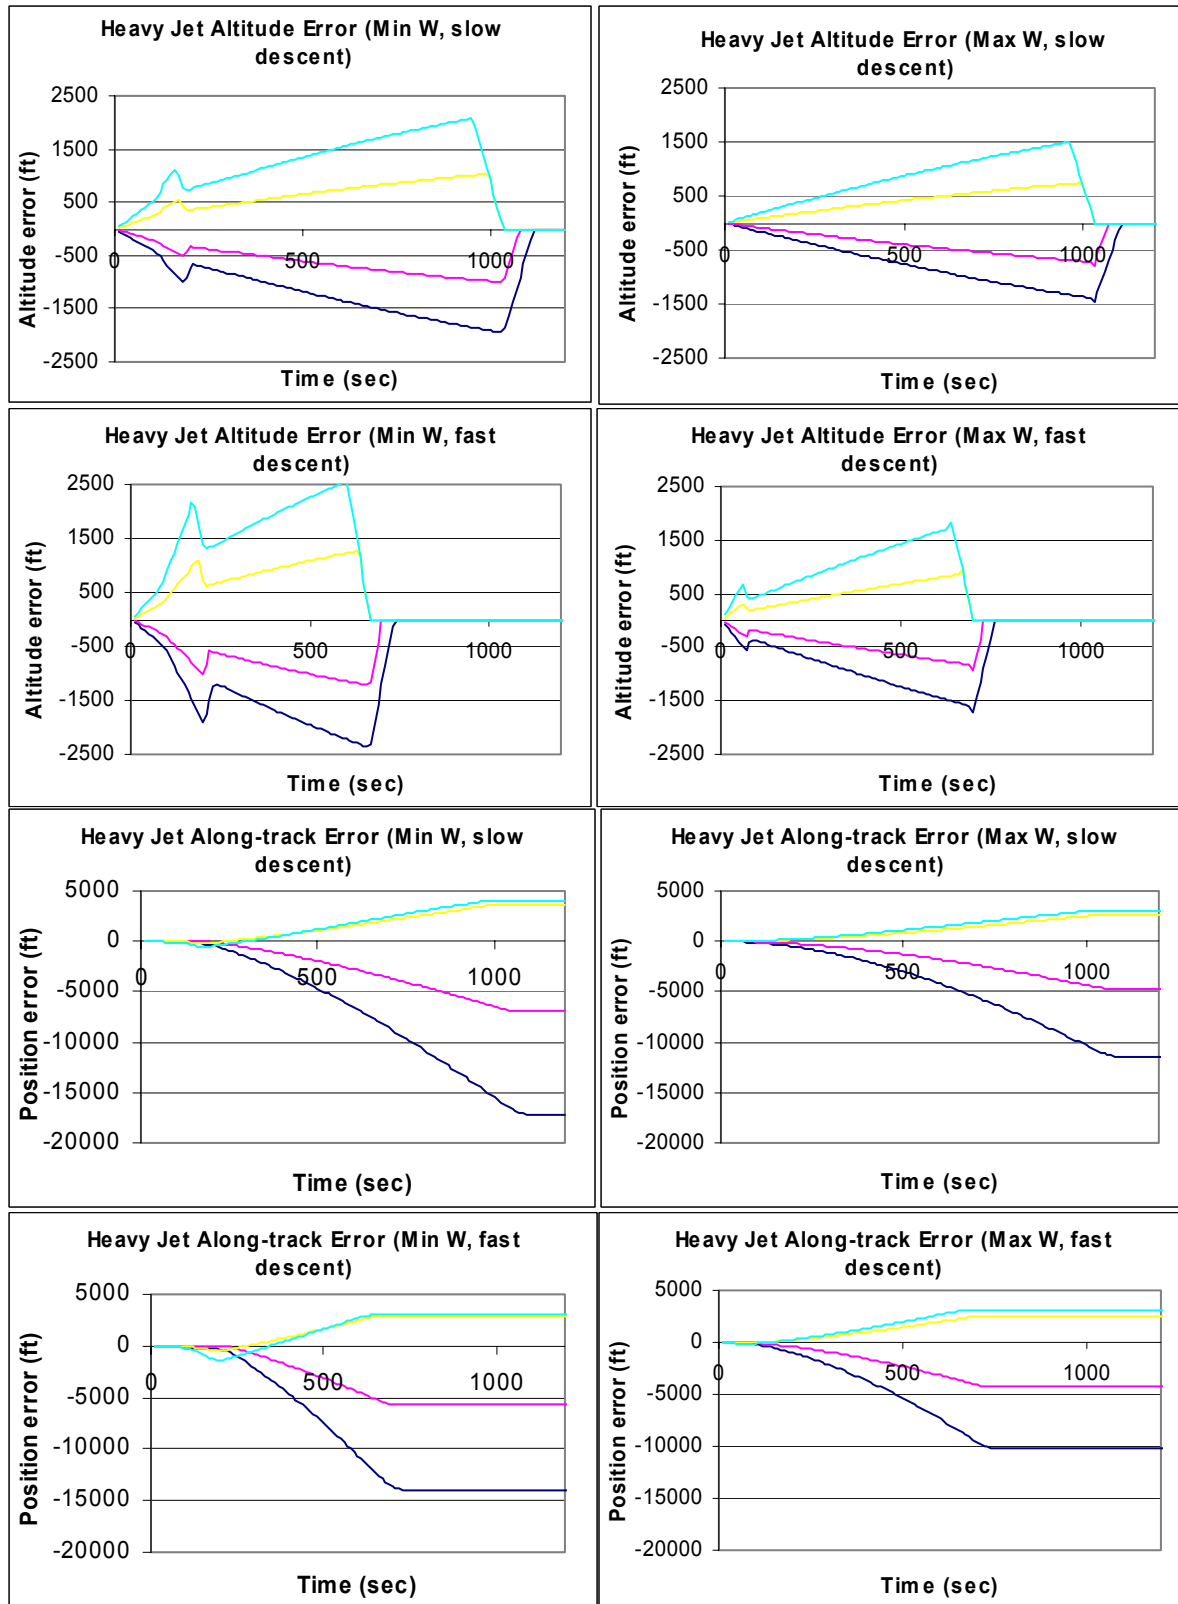 Heavy Jet Altitude Error (Min W, slow
descent)
2500
1500
500
-500
-1500
-2500
0
500
1000
Altitude error (ft)
Time (sec)
Heavy Jet Altitude Error (Max W, slow
descent)
2500
1500
500
-500
-1500
-2500
0
500
1000
Altitude error (ft)
Time (sec)
Heavy Jet Altitude Error (Min W, fast
descent)
2500
1500
500
-500
-1500
-2500
0
500
1000
Altitude error (ft)
Time (sec)
Heavy Jet Altitude Error (Max W, fast
descent)
2500
1500
500
-500
-1500
-2500
0
500
1000
Altitude error (ft)
Time (sec)
Heavy Jet Along-track Error (Min W, slow
descent)
5000
0
-5000
-10000
-15000
-20000
0
500
1000
Position error (ft)
Time (sec)
Heavy Jet Along-track Error (Max W, slow
descent)
5000
0
-5000
-10000
-15000
-20000
0
500
1000
Position error (ft)
Time (sec)
Heavy Jet Along-track Error (Min W, fast
descent)
5000
0
-5000
-10000
-15000
-20000
0
500
1000
Position error (ft)
Time (sec)
Heavy Jet Along-track Error (Max W, fast
descent)
5000
0
-5000
-10000
-15000
-20000
0
500
1000
Position error (ft)
Time (sec)